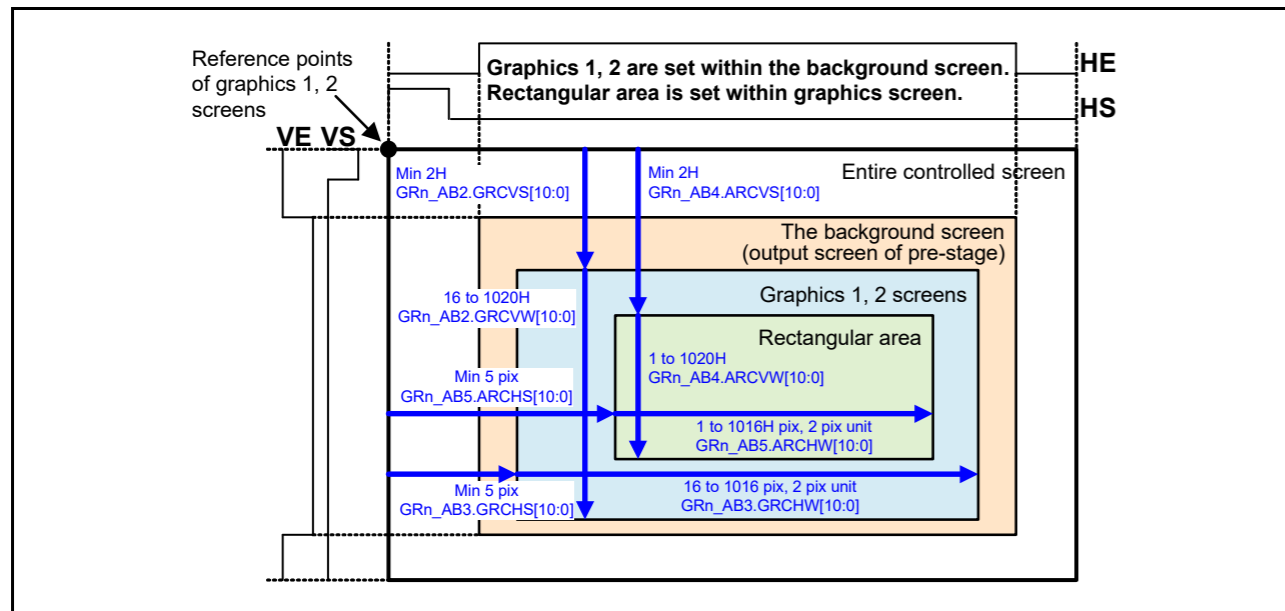 Reference points
of graphics 1, 2
screens
Graphics 1, 2 are set within the background screen.
Rectangular area is set within graphics screen.
HE
HS
VE VS
Min 2H
GRn_AB2.GRCVS[10:0]
Min 2H
GRn_AB4.ARCVS[10:0]
Entire controlled screen
The background screen
(output screen of pre-stage)
16 to 1020H
GRn_AB2.GRCVW[10:0]
Graphics 1, 2 screens
Rectangular area
1 to 1020H
GRn_AB4.ARCVW[10:0]
Min 5 pix
GRn_AB5.ARCHS[10:0]
1 to 1016H pix, 2 pix unit
GRn_AB5.ARCHW[10:0]
Min 5 pix
GRn_AB3.GRCHS[10:0]
16 to 1016 pix, 2 pix unit
GRn_AB3.GRCHW[10:0]